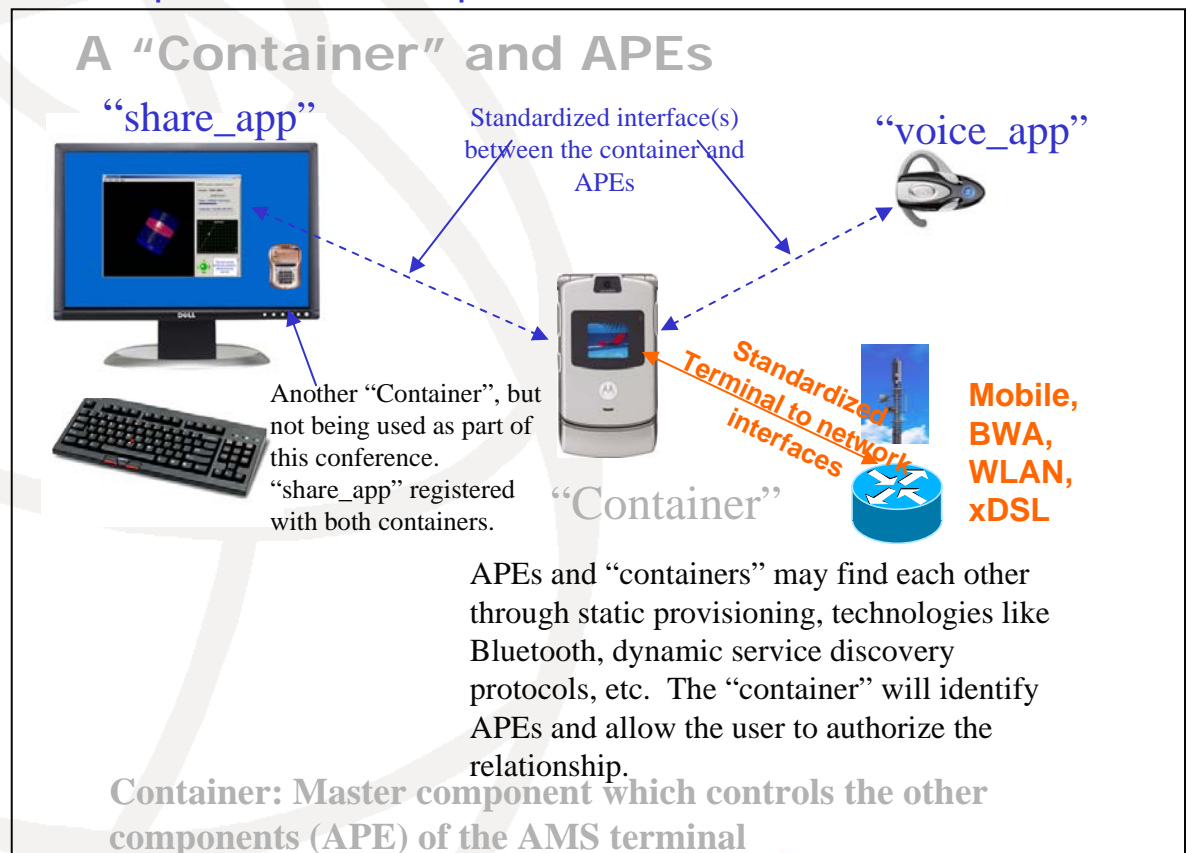 A “Container” and APEs
“share_app”
Standardized interface(s)
between the container and
APEs
“voice_app”
DELL
Another “Container”, but
not being used as part of
this conference.
“share_app” registered
with both containers.
“Container”
Standardized
Terminal to network
interfaces
Mobile,
BWA,
WLAN,
xDSL
APEs and “containers” may find each other
through static provisioning, technologies like
Bluetooth, dynamic service discovery
protocols, etc.  The “container” will identify
APEs and allow the user to authorize the
relationship.
Container: Master component which controls the other
components (APE) of the AMS terminal